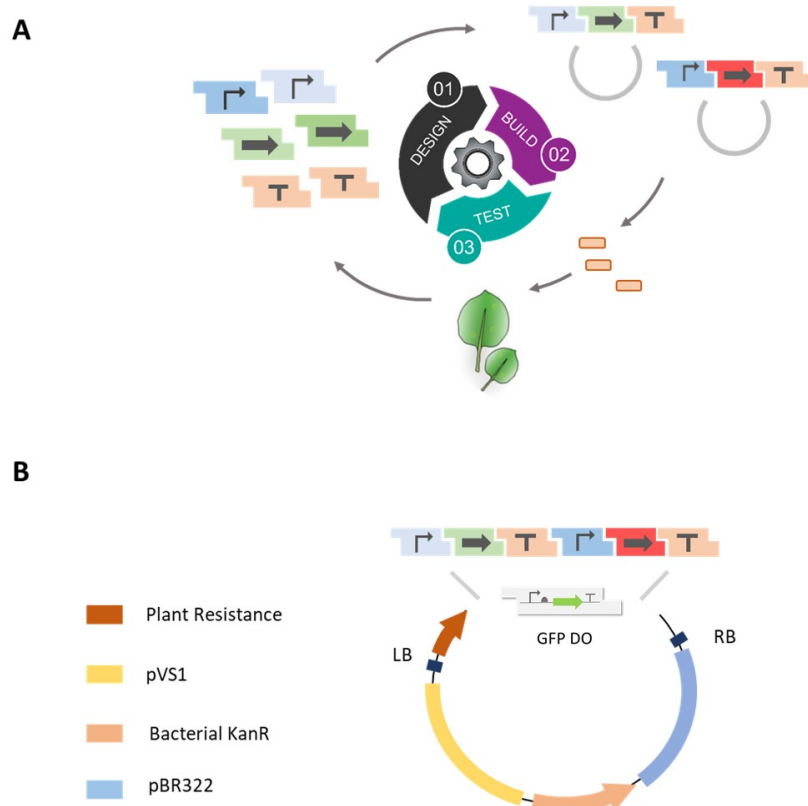 A
01
DESIGN
BUILD
02
TEST
03
B
GFP DO
LB
RB
Plant Resistance
pVS1
Bacterial KanR
pBR322